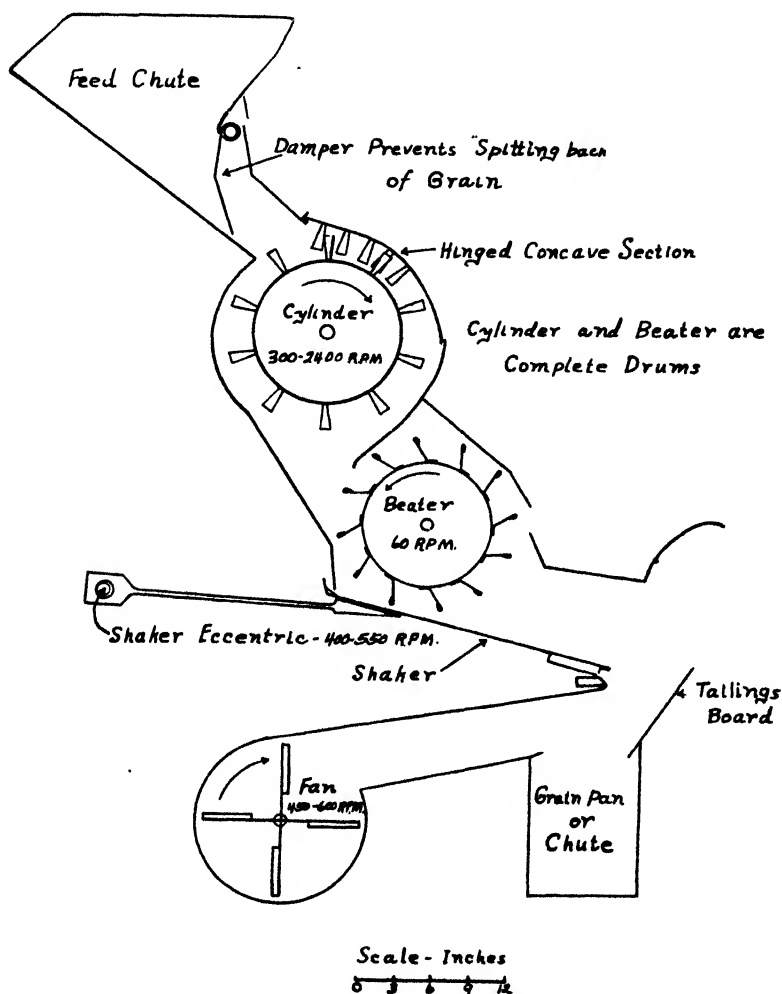 Feed Chute
Damper Prevents "Spitting back
of Grain
Hinged Concave Section
Cylinder
300-2400 RPM
Cylinder and Beater are
Complete Drums
Beater
60 RPM.
Shaker Eccentric - 400-550 RPM.
Shaker
Tailings
Board
Fan
450-600 RPM.
Grain Pan
or
Chute
Scale - Inches
0 3 6 9 12